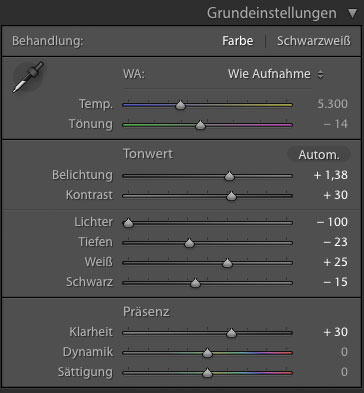 Grundeinstellungen ▼
Behandlung: Farbe | Schwarzweiß
WA: Wie Aufnahme
Temp. 5.300
Tönung − 14
Tonwert Autom.
Belichtung + 1,38
Kontrast + 30
Lichter − 100
Tiefen − 23
Weiß + 25
Schwarz − 15
Präsenz
Klarheit + 30
Dynamik 0
Sättigung 0